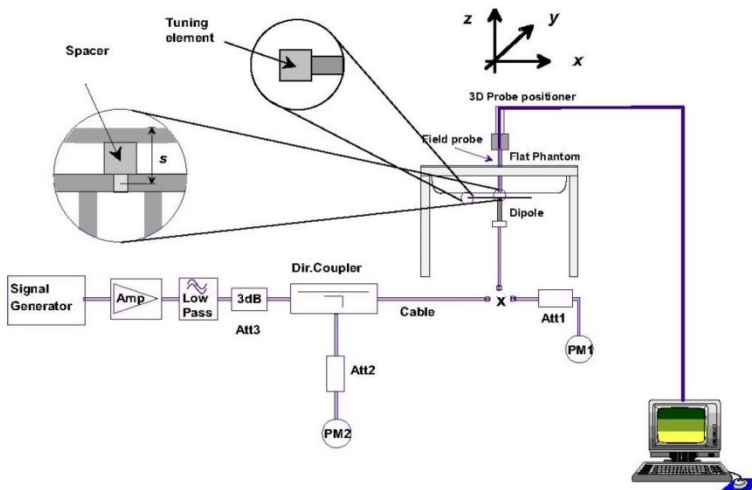 Tuning
element
Spacer
s
z
y
x
3D Probe positioner
Field probe
Flat Phantom
Dipole
Signal
Generator
Amp
Low
Pass
3dB
Att3
Dir.Coupler
Cable
x
Att1
PM1
Att2
PM2